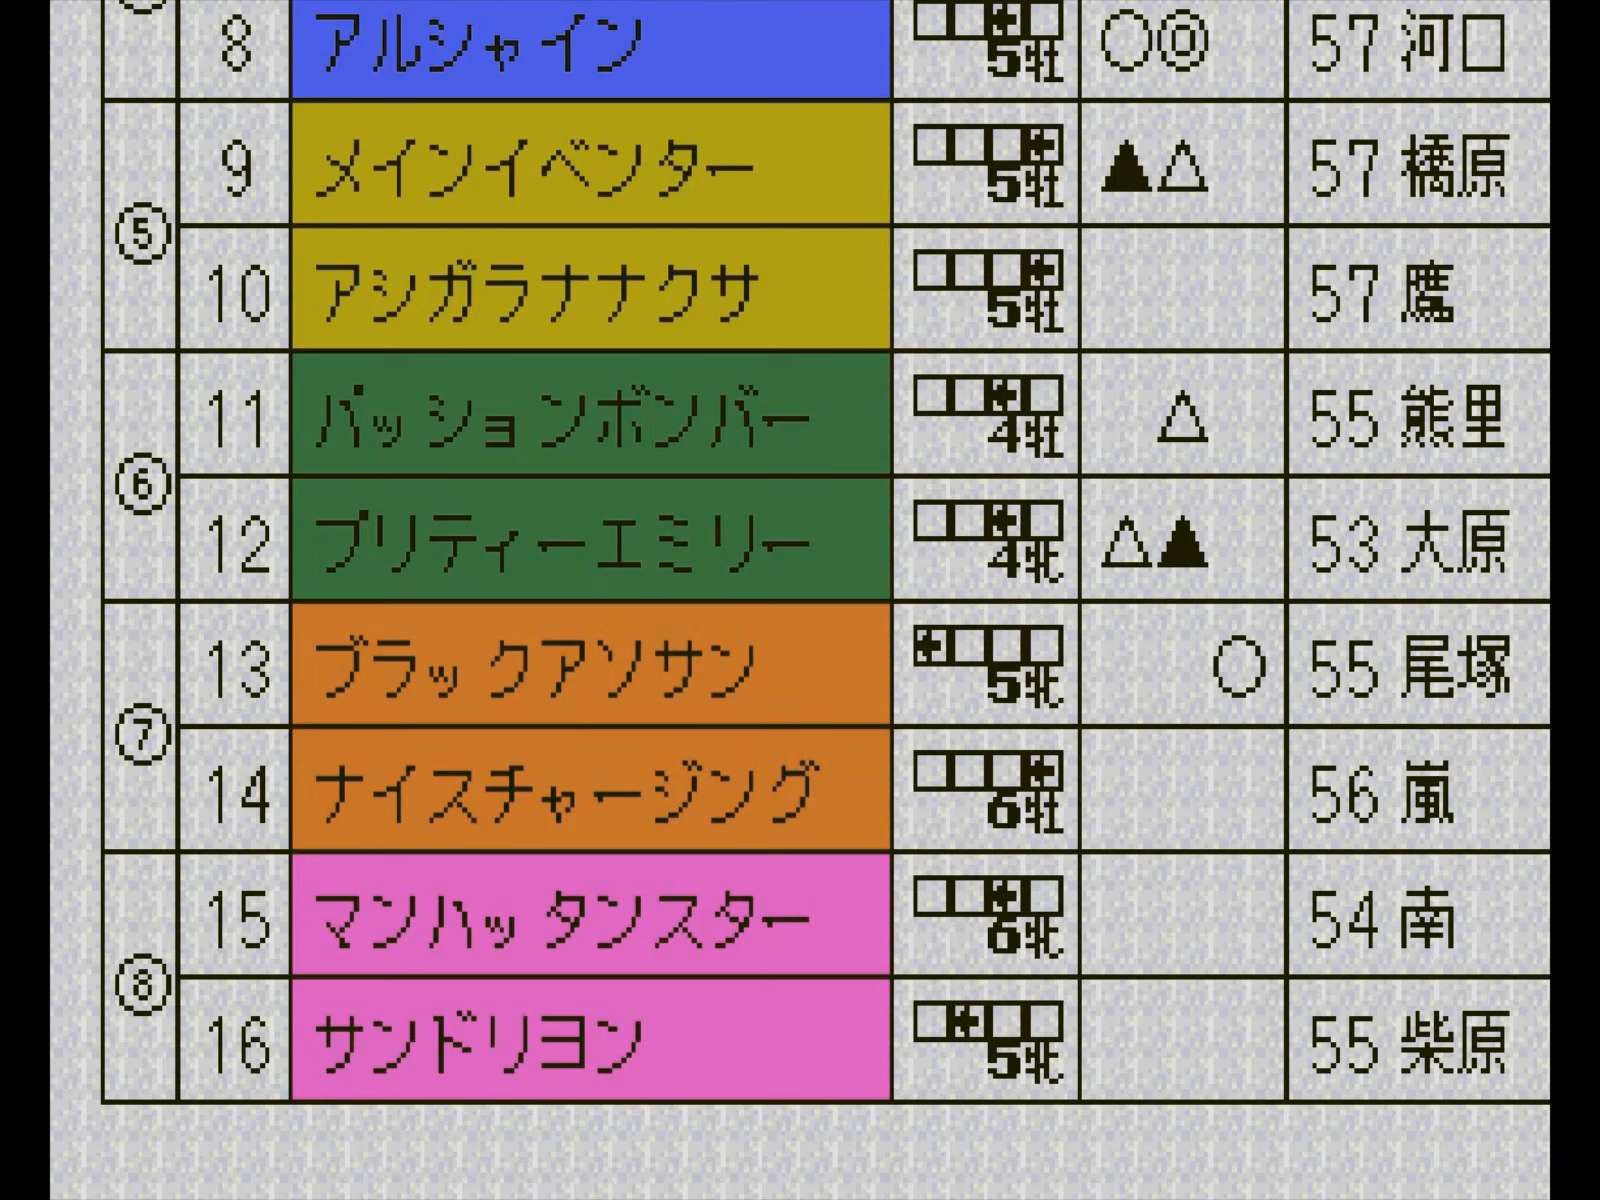 8 アルシャイン 5牡 ○◎ 57 河口
⑤
9 メインイベンター 5牡 ▲△ 57 橋原
10 アシガラナナクサ 5牡 57 鷹
⑥
11 パッションボンバー 4牡 △ 55 熊里
12 プリティーエミリー 4牝 △▲ 53 大原
⑦
13 ブラックアソサン 5牝 ○ 55 尾塚
14 ナイスチャージング 6牡 56 嵐
⑧
15 マンハッタンスター 6牝 54 南
16 サンドリヨン 5牝 55 柴原